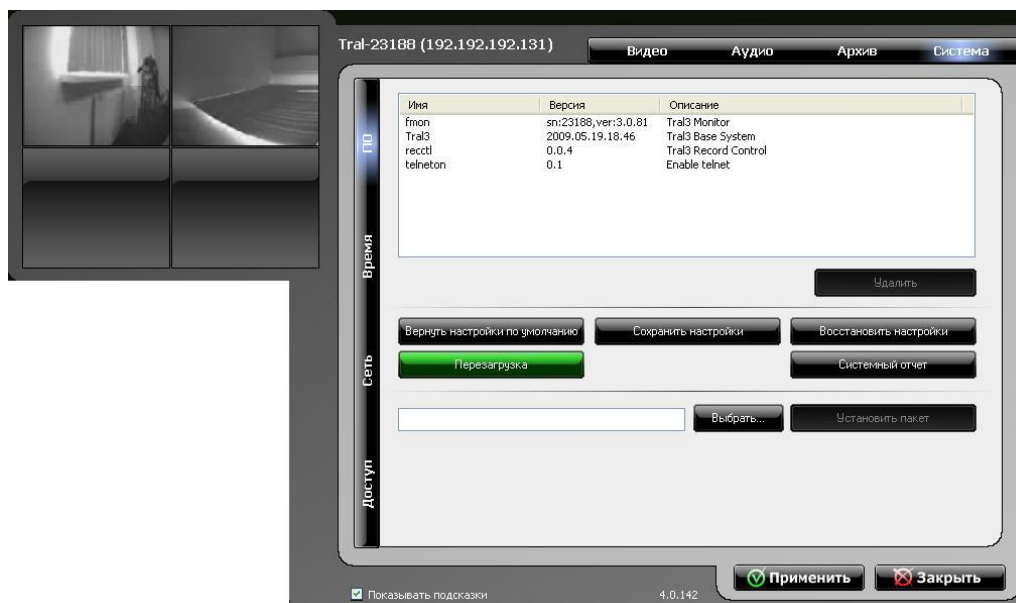 Tral-23188 (192.192.192.131)
Видео Аудио Архив Система
ПО
Время
Сеть
Доступ
Имя Версия Описание
fmon sn:23188,ver:3.0.81 Tral3 Monitor
Tral3 2009.05.19.18.46 Tral3 Base System
recctl 0.0.4 Tral3 Record Control
telneton 0.1 Enable telnet
Удалить
Вернуть настройки по умолчанию Сохранить настройки Восстановить настройки
Перезагрузка Системный отчет
Выбрать... Установить пакет
Применить Закрыть
Показывать подсказки 4.0.142